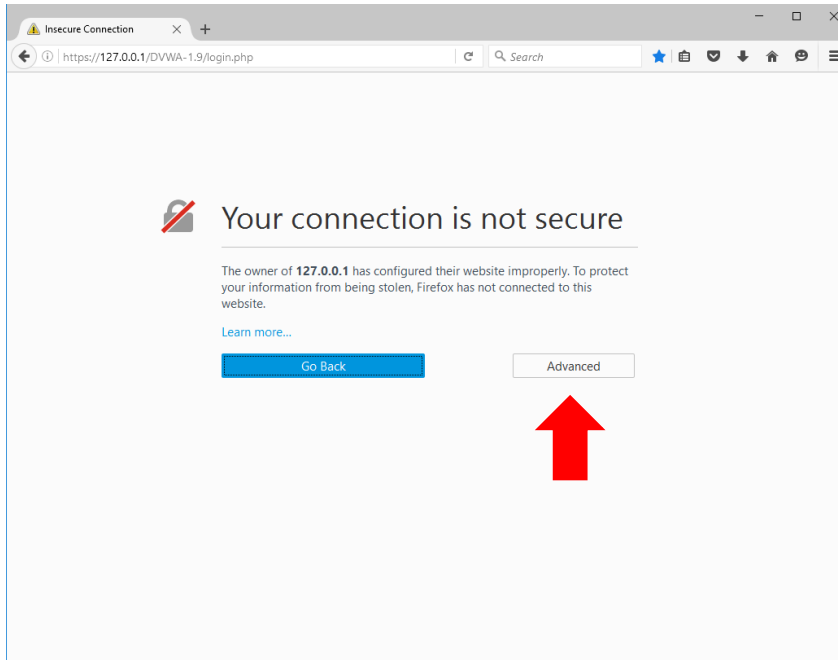 Insecure Connection
https://127.0.0.1/DVWA-1.9/login.php
Search
Your connection is not secure
The owner of 127.0.0.1 has configured their website improperly. To protect
your information from being stolen, Firefox has not connected to this
website.
Learn more...
Go Back
Advanced